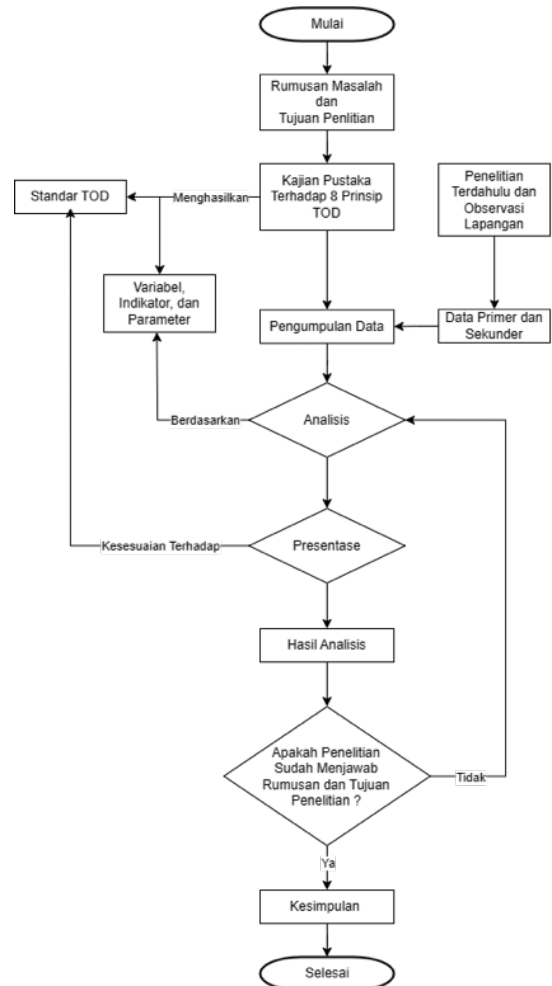 Mulai
Rumusan Masalah
dan
Tujuan Penlitian
Kajian Pustaka
Terhadap 8 Prinsip
TOD
Penelitian
Terdahulu dan
Observasi
Lapangan
Standar TOD
Menghasilkan
Variabel,
Indikator, dan
Parameter
Pengumpulan Data
Data Primer dan
Sekunder
Berdasarkan
Analisis
Kesesuaian Terhadap
Presentase
Hasil Analisis
Apakah Penelitian
Sudah Menjawab
Rumusan dan Tujuan
Penelitian ?
Tidak
Ya
Kesimpulan
Selesai